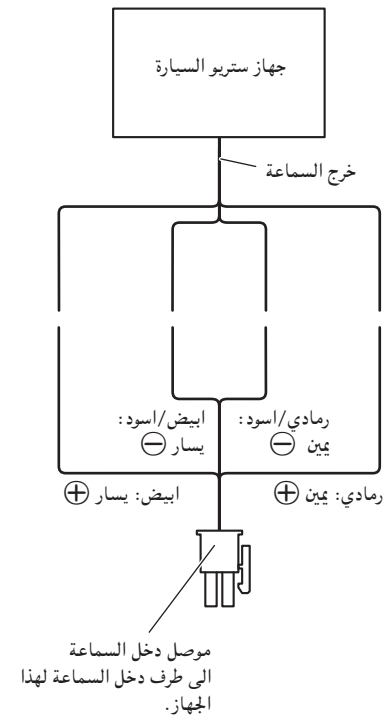 جهاز ستريو السيارة
خرج السماعة
رمادي/اسود:
يمين ⊖
ابيض/اسود:
يسار ⊖
رمادي: يمين ⊕
ابيض: يسار ⊕
موصل دخل السماعة
الى طرف دخل السماعة لهذا
الجهاز.